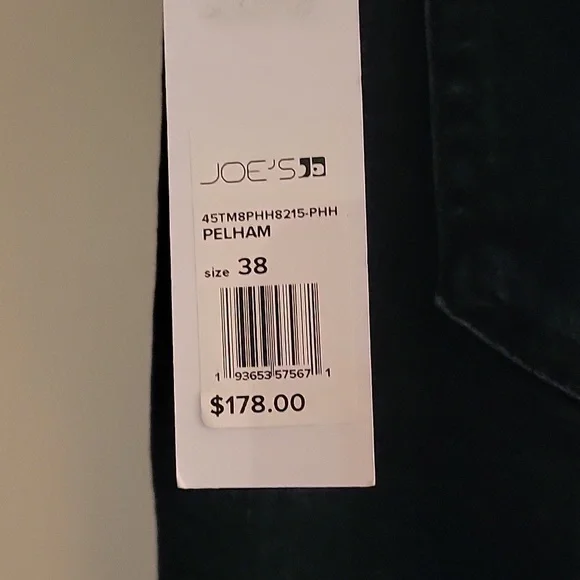 JOE'S
45TM8PHH8215-PHH
PELHAM
size 38
1 93653 57567 1
$178.00